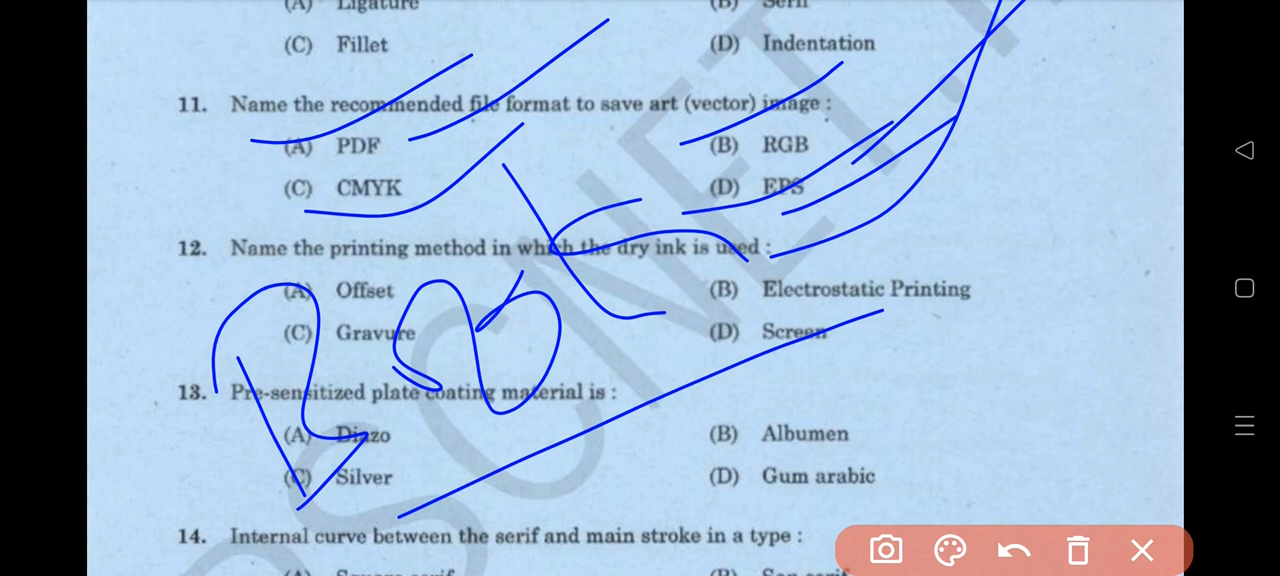 (A) Ligature (B) Serif
(C) Fillet (D) Indentation
11. Name the recommended file format to save art (vector) image :
(A) PDF (B) RGB
(C) CMYK (D) EPS
12. Name the printing method in which the dry ink is used :
(A) Offset (B) Electrostatic Printing
(C) Gravure (D) Screen
13. Pre-sensitized plate coating material is :
(A) Diazo (B) Albumen
(C) Silver (D) Gum arabic
14. Internal curve between the serif and main stroke in a type :